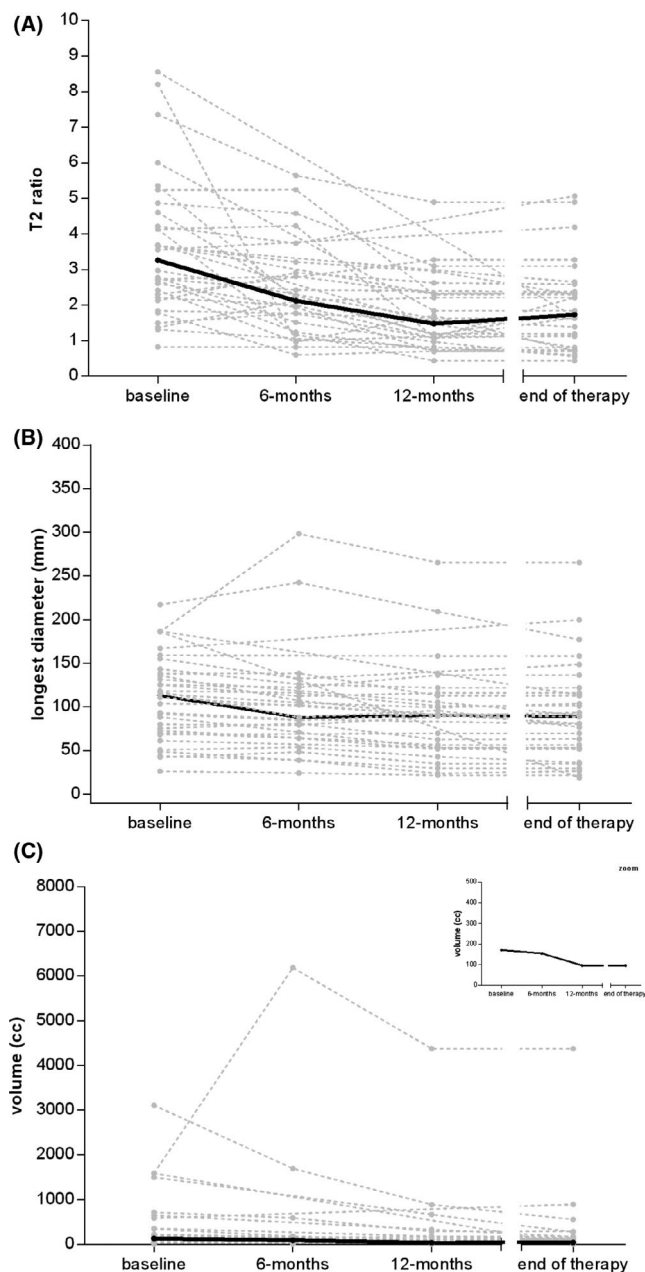 (A)
10
9
8
7
6
5
4
3
2
1
0
T2 ratio
baseline 6-months 12-months end of therapy
(B)
400
350
300
250
200
150
100
50
0
longest diameter (mm)
baseline 6-months 12-months end of therapy
(C)
8000
7000
6000
5000
4000
3000
2000
1000
0
volume (cc)
baseline 6-months 12-months end of therapy
zoom
500
400
300
200
100
0
volume (cc)
baseline 6-months 12-months end of therapy